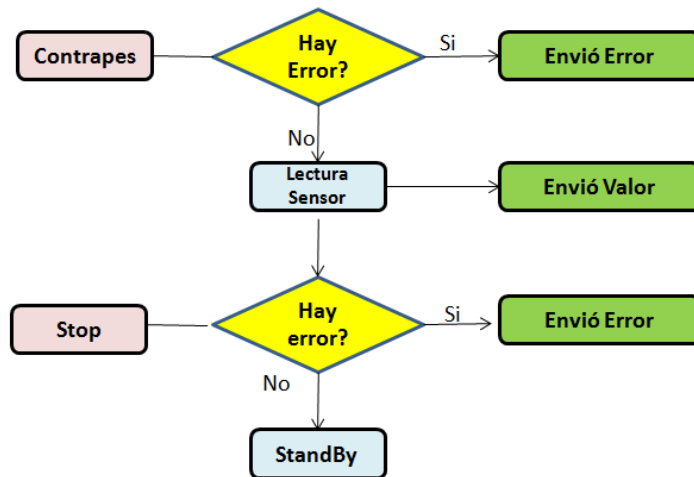 Hay
Error?
Contrapes
Si
Envió Error
No
Lectura
Sensor
Envió Valor
Hay
error?
Stop
Si
Envió Error
No
StandBy